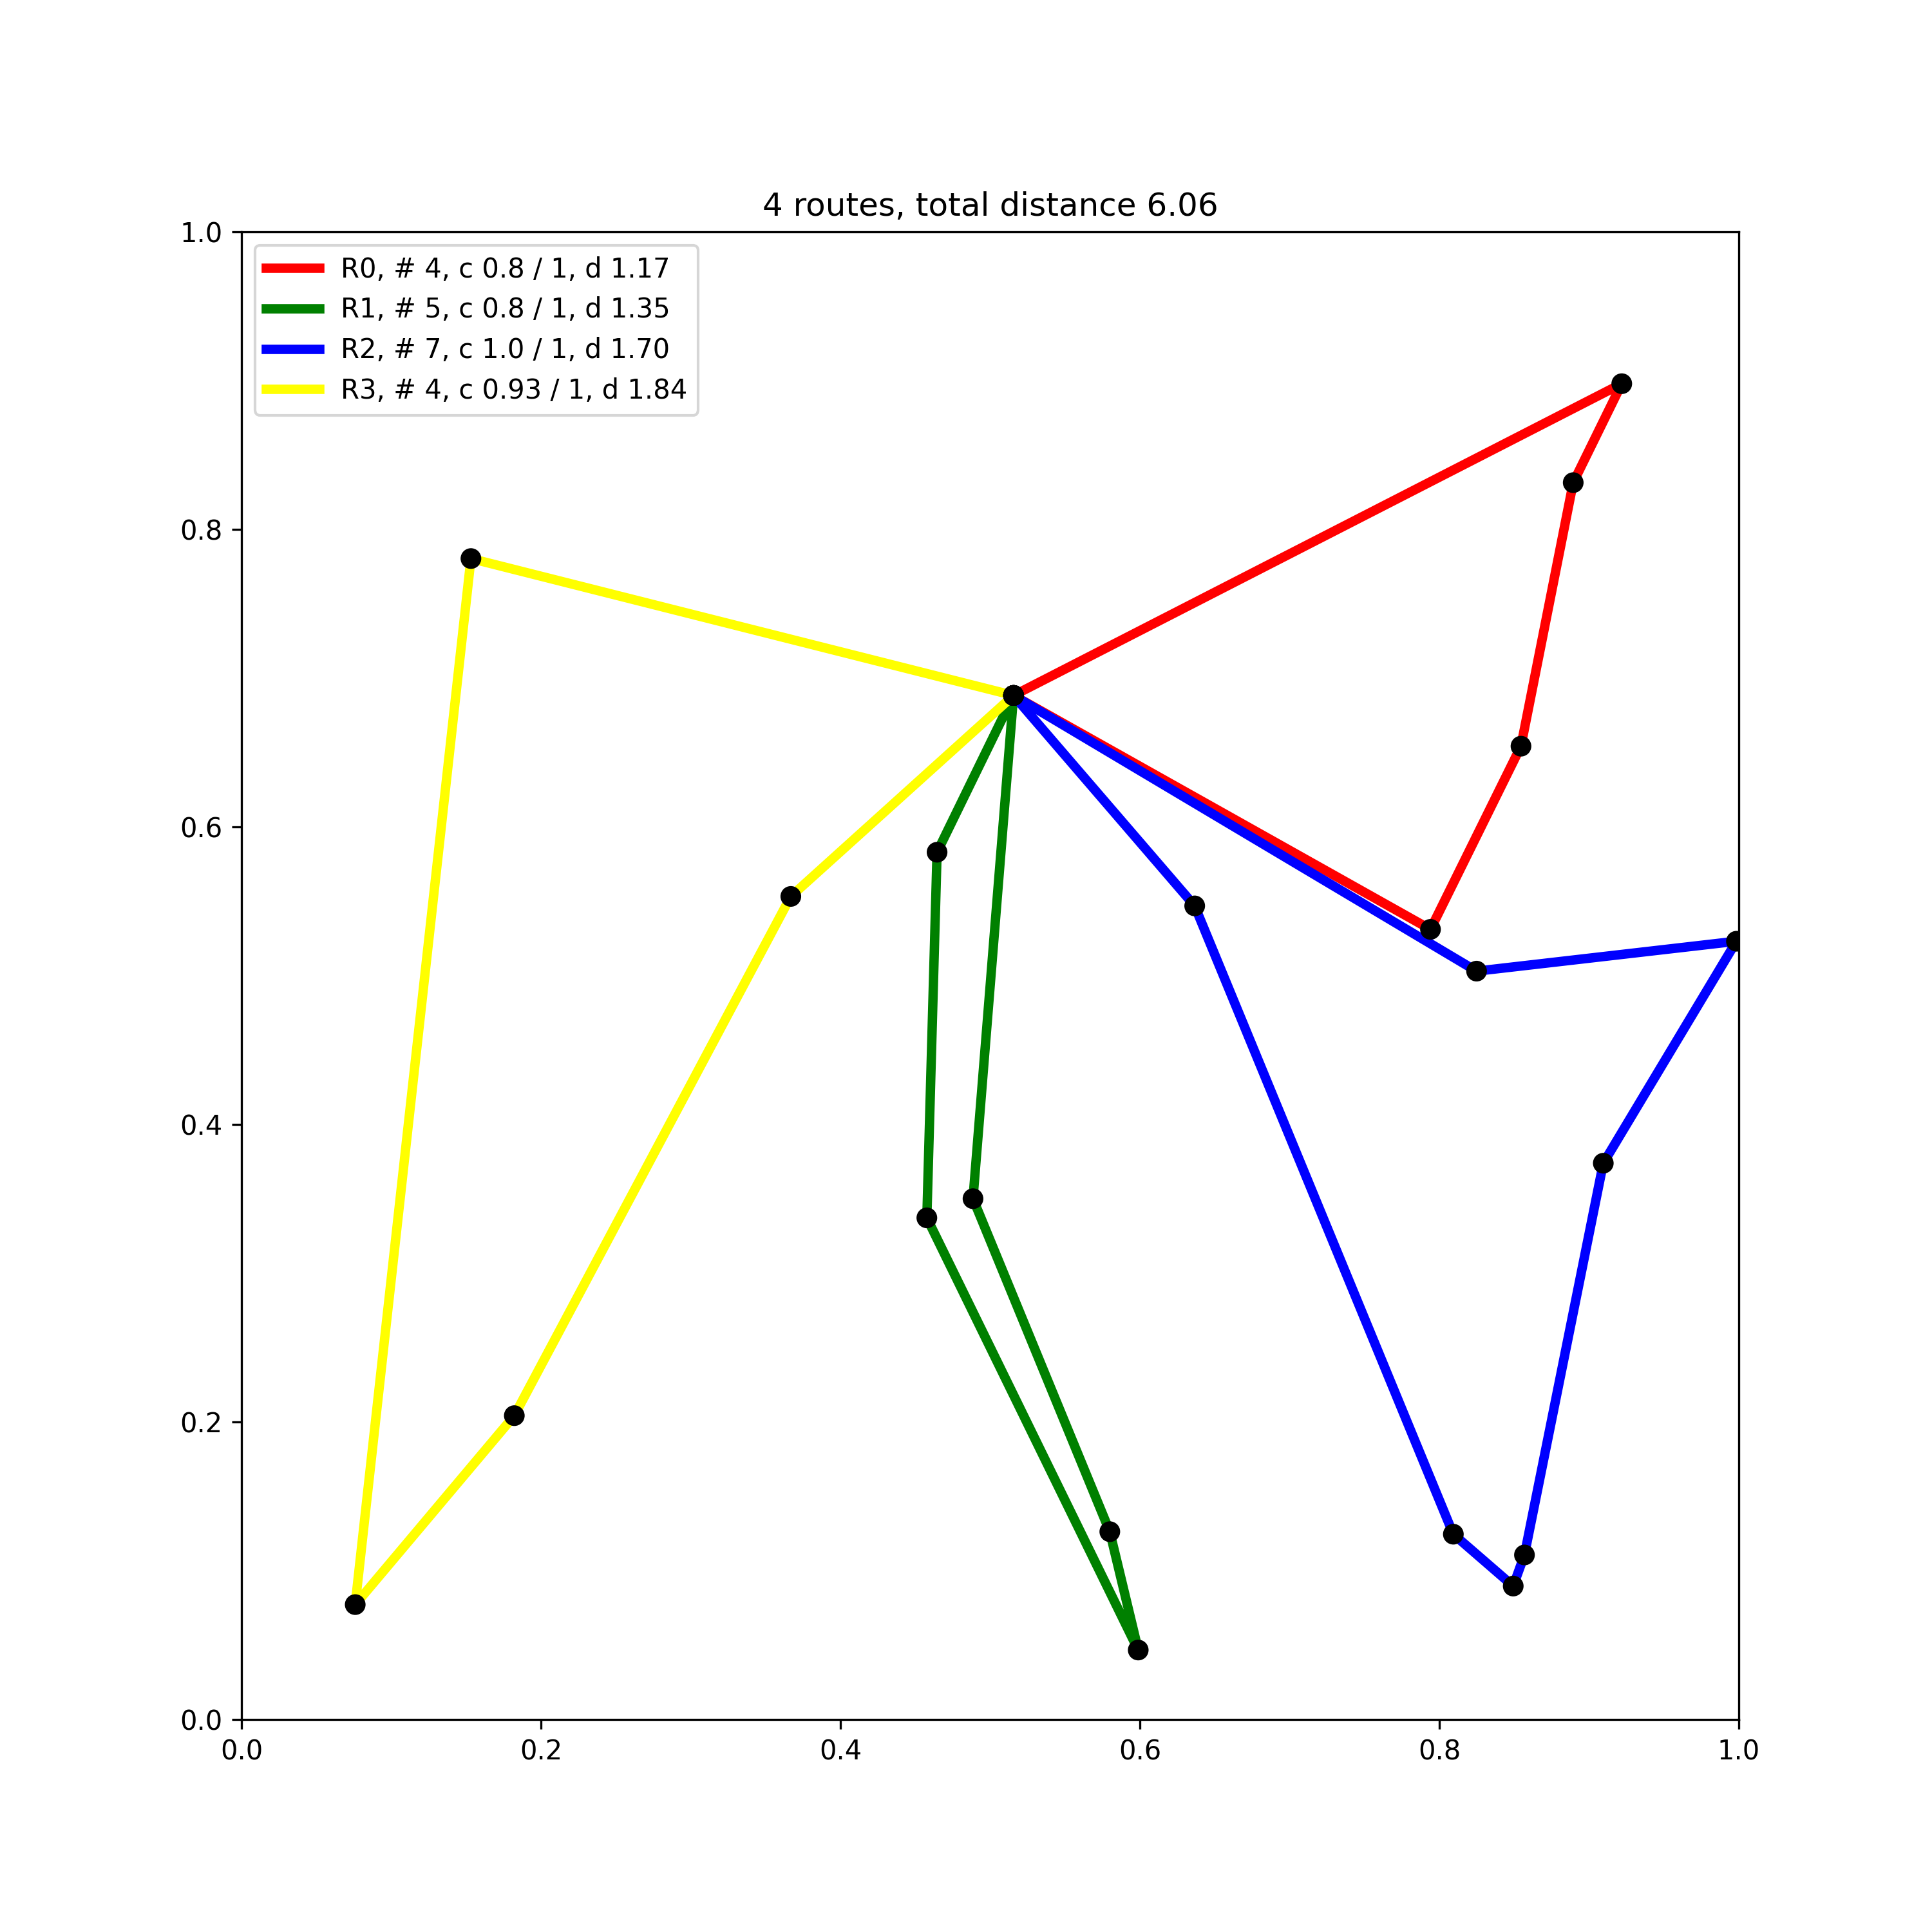 4 routes, total distance 6.06
1.0
R0, # 4, c 0.8 / 1, d 1.17
R1, # 5, c 0.8 / 1, d 1.35
R2, # 7, c 1.0 / 1, d 1.70
R3, # 4, c 0.93 / 1, d 1.84
0.8
0.6
0.4
0.2
0.0
0.0 0.2 0.4 0.6 0.8 1.0